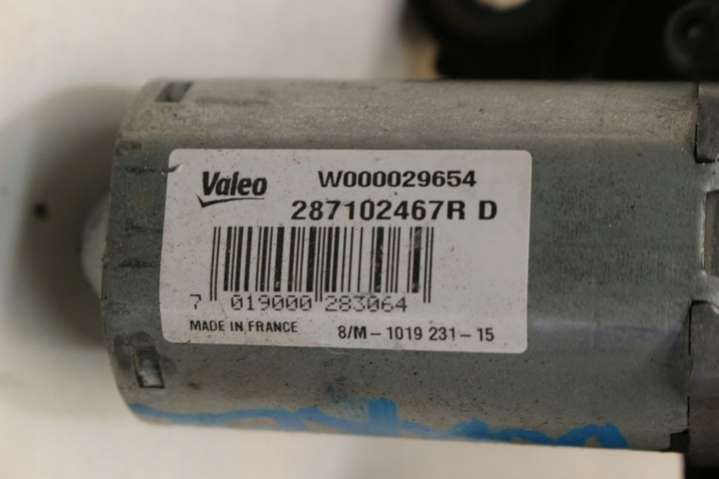 Valeo W000029654
287102467R D
7 019000 283064
MADE IN FRANCE 8/M-1019 231-15